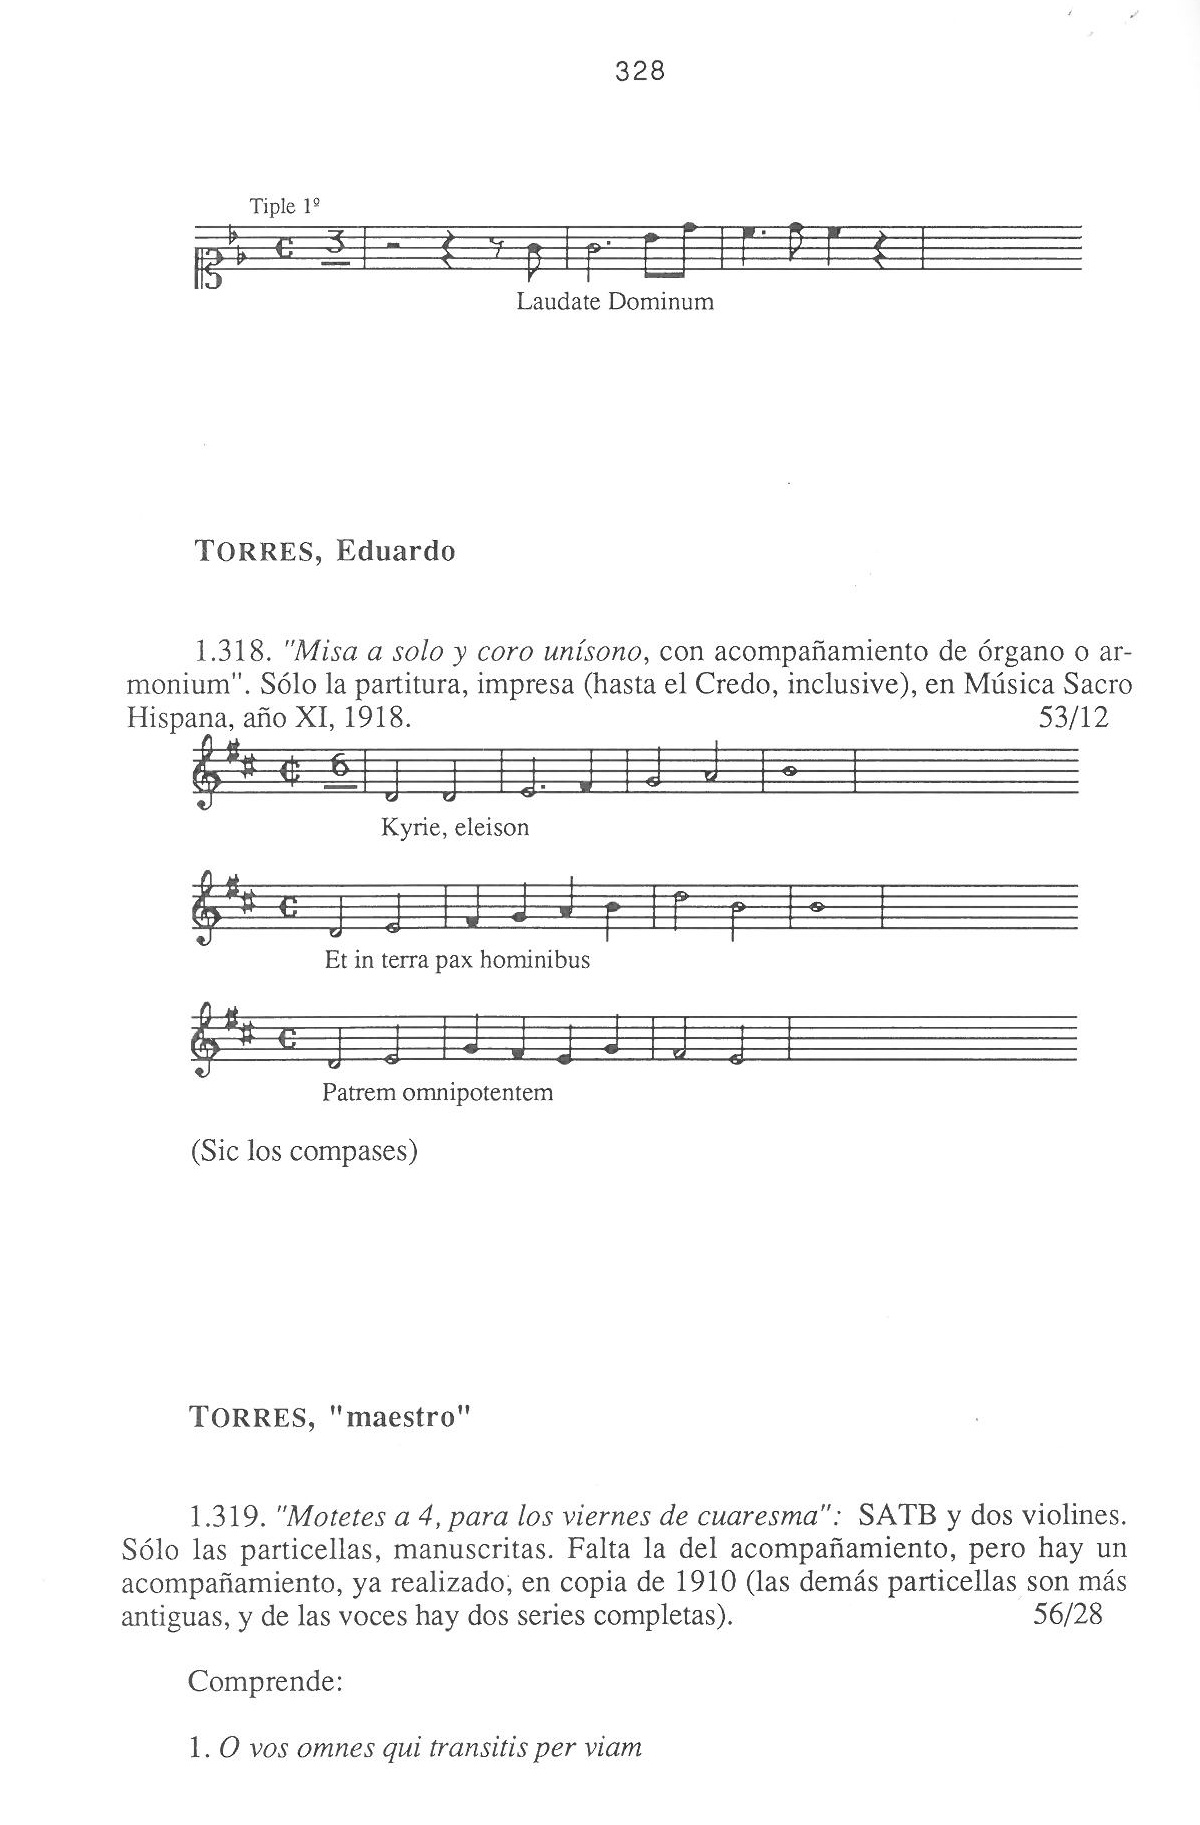 328
Tiple 1º
3
Laudate Dominum
TORRES, Eduardo
1.318. "Misa a solo y coro unísono, con acompañamiento de órgano o ar-
monium". Sólo la partitura, impresa (hasta el Credo, inclusive), en Música Sacro
Hispana, año XI, 1918. 53/12
6
Kyrie, eleison
Et in terra pax hominibus
Patrem omnipotentem
(Sic los compases)
TORRES, "maestro"
1.319. "Motetes a 4, para los viernes de cuaresma": SATB y dos violines.
Sólo las particellas, manuscritas. Falta la del acompañamiento, pero hay un
acompañamiento, ya realizado, en copia de 1910 (las demás particellas son más
antiguas, y de las voces hay dos series completas). 56/28
Comprende:
1. O vos omnes qui transitis per viam